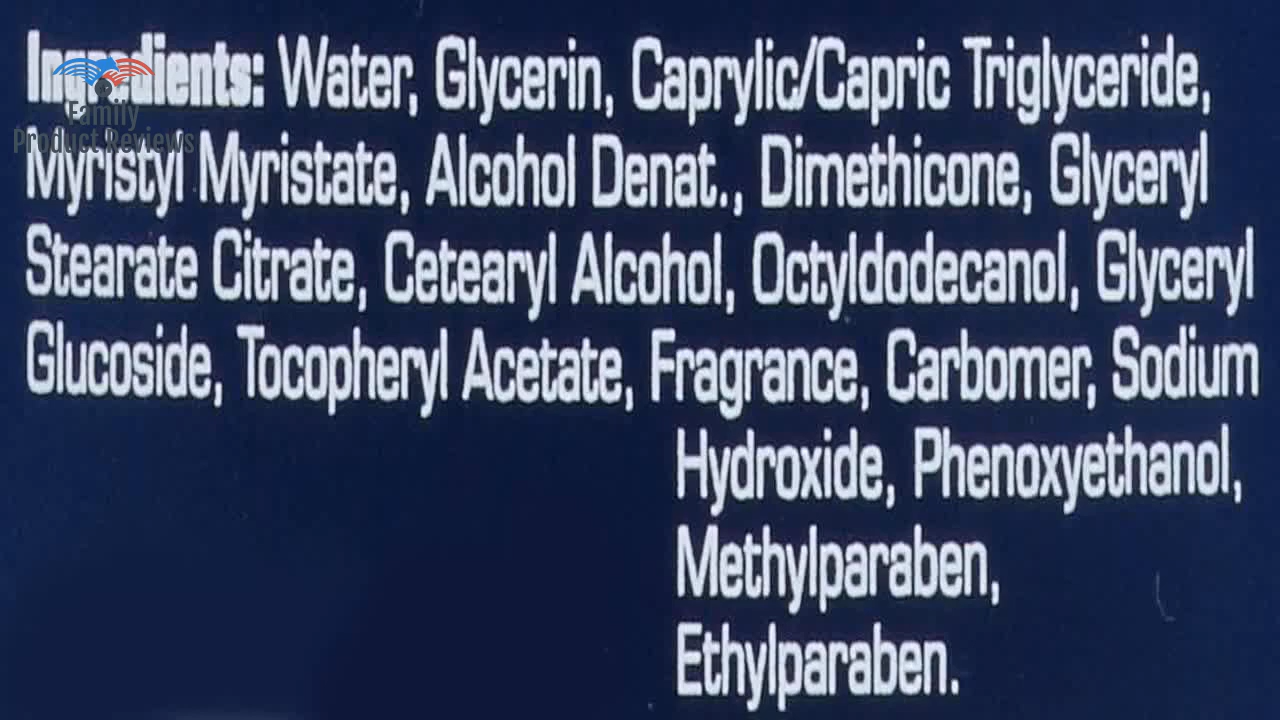 Ingredients: Water, Glycerin, Caprylic/Capric Triglyceride,
Family
Product Reviews
Myristyl Myristate, Alcohol Denat., Dimethicone, Glyceryl
Stearate Citrate, Cetearyl Alcohol, Octyldodecanol, Glyceryl
Glucoside, Tocopheryl Acetate, Fragrance, Carbomer, Sodium
Hydroxide, Phenoxyethanol,
Methylparaben,
Ethylparaben.